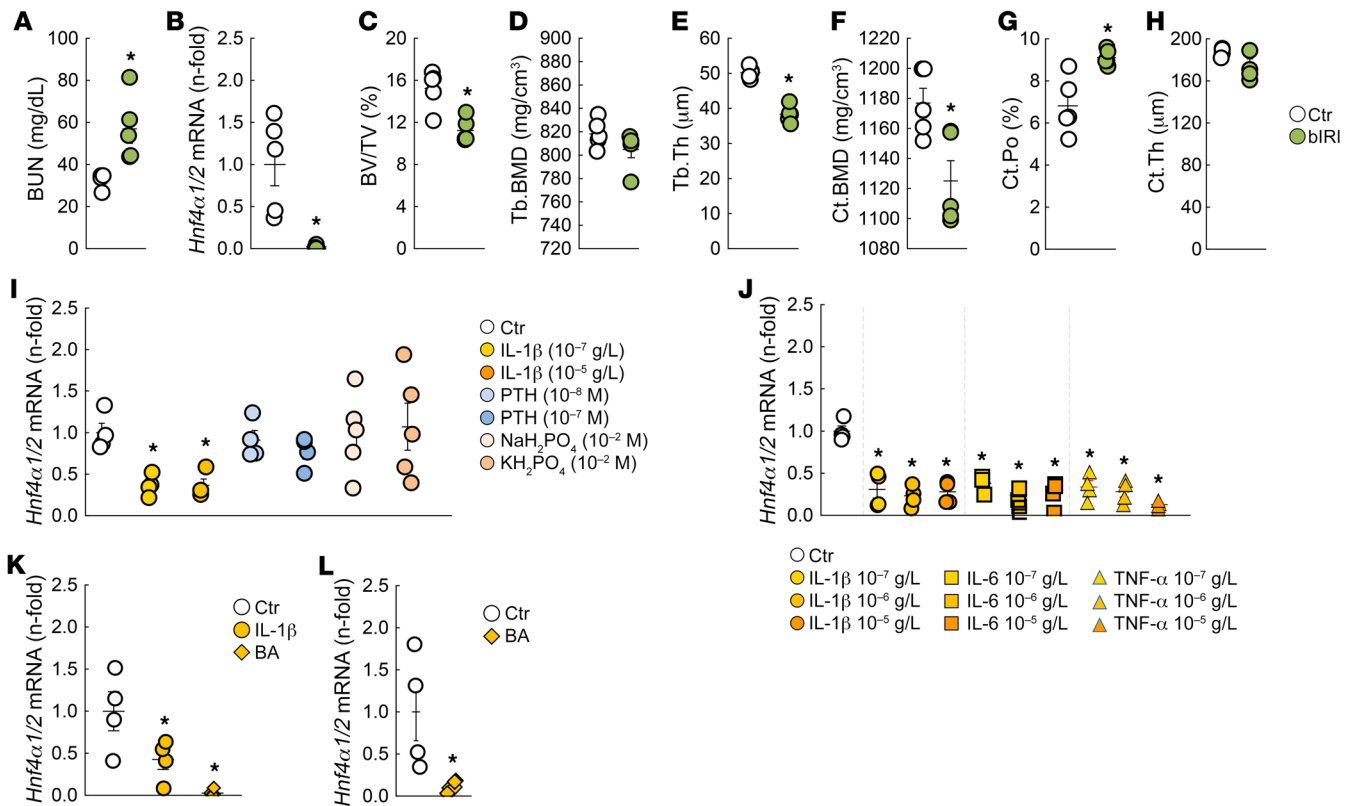 A
BUN (mg/dL)
100
80
60
40
20
0
*
B
Hnf4α1/2 mRNA (n-fold)
2.5
2.0
1.5
1.0
0.5
0.0
*
C
BV/TV (%)
20
16
12
8
4
0
*
D
Tb.BMD (mg/cm³)
900
880
860
840
820
800
780
760
740
720
E
Tb.Th (μm)
60
50
40
30
20
10
0
*
F
Ct.BMD (mg/cm³)
1220
1200
1180
1160
1140
1120
1100
1080
*
G
Ct.Po (%)
10
8
6
4
2
0
*
H
Ct.Th (μm)
200
160
120
80
40
0
Ctr
bIRI
I
Hnf4α1/2 mRNA (n-fold)
2.5
2.0
1.5
1.0
0.5
0.0
*
*
Ctr
IL-1β (10⁻⁷ g/L)
IL-1β (10⁻⁵ g/L)
PTH (10⁻⁸ M)
PTH (10⁻⁷ M)
NaH₂PO₄ (10⁻² M)
KH₂PO₄ (10⁻² M)
J
Hnf4α1/2 mRNA (n-fold)
2.5
2.0
1.5
1.0
0.5
0.0
* * * * * * * * *
Ctr
IL-1β 10⁻⁷ g/L IL-6 10⁻⁷ g/L TNF-α 10⁻⁷ g/L
IL-1β 10⁻⁶ g/L IL-6 10⁻⁶ g/L TNF-α 10⁻⁶ g/L
IL-1β 10⁻⁵ g/L IL-6 10⁻⁵ g/L TNF-α 10⁻⁵ g/L
K
Hnf4α1/2 mRNA (n-fold)
2.5
2.0
1.5
1.0
0.5
0.0
*
*
Ctr
IL-1β
BA
L
Hnf4α1/2 mRNA (n-fold)
2.5
2.0
1.5
1.0
0.5
0.0
*
Ctr
BA